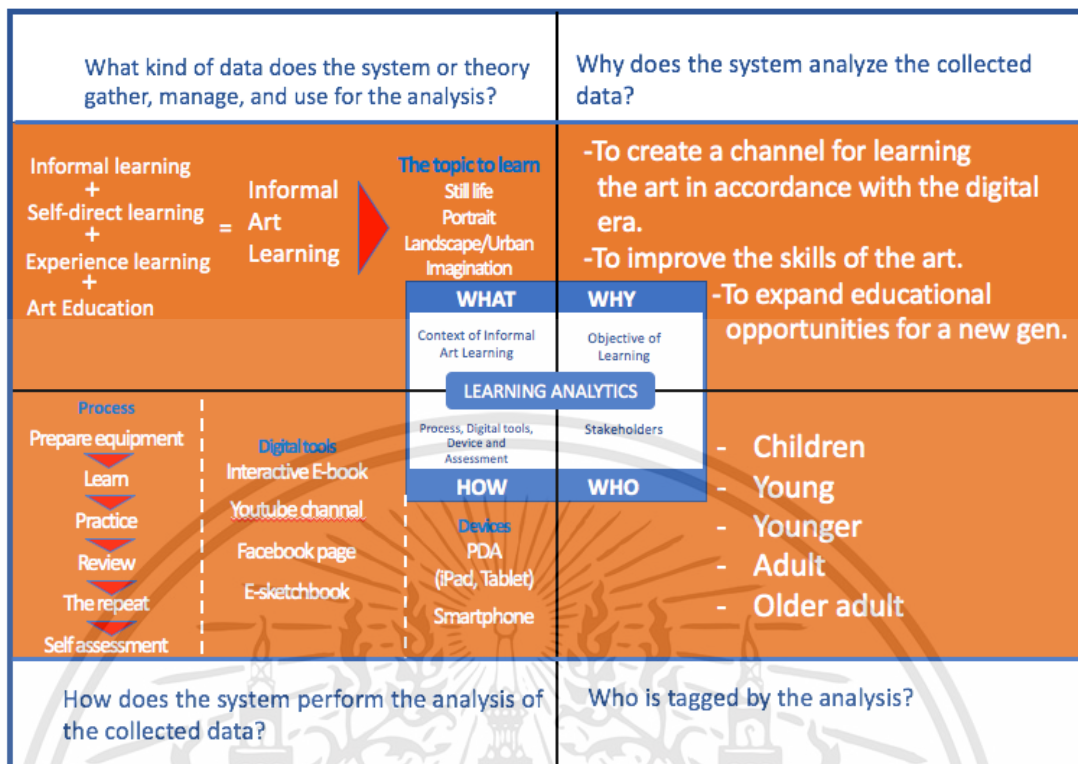 What kind of data does the system or theory
gather, manage, and use for the analysis?
Why does the system analyze the collected
data?
Informal learning
+
Self-direct learning
+
Experience learning
+
Art Education
=
Informal
Art
Learning
The topic to learn
Still life
Portrait
Landscape/Urban
Imagination
-To create a channel for learning
the art in accordance with the digital
era.
-To improve the skills of the art.
-To expand educational
opportunities for a new gen.
WHAT
WHY
Context of Informal
Art Learning
Objective of
Learning
LEARNING ANALYTICS
Process, Digital tools,
Device and
Assessment
Stakeholders
HOW
WHO
Process
Prepare equipment
Learn
Practice
Review
The repeat
Self assessment
Digital tools
Interactive E-book
Youtube channal
Facebook page
E-sketchbook
Devices
PDA
(iPad, Tablet)
Smartphone
- Children
- Young
- Younger
- Adult
- Older adult
How does the system perform the analysis of
the collected data?
Who is tagged by the analysis?